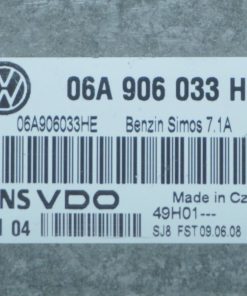 06A 906 033 H
06A906033HE Benzin Simos 7.1A
NS VDO
Made in Cz
49H01---
04
SJ8 FST 09.06.08